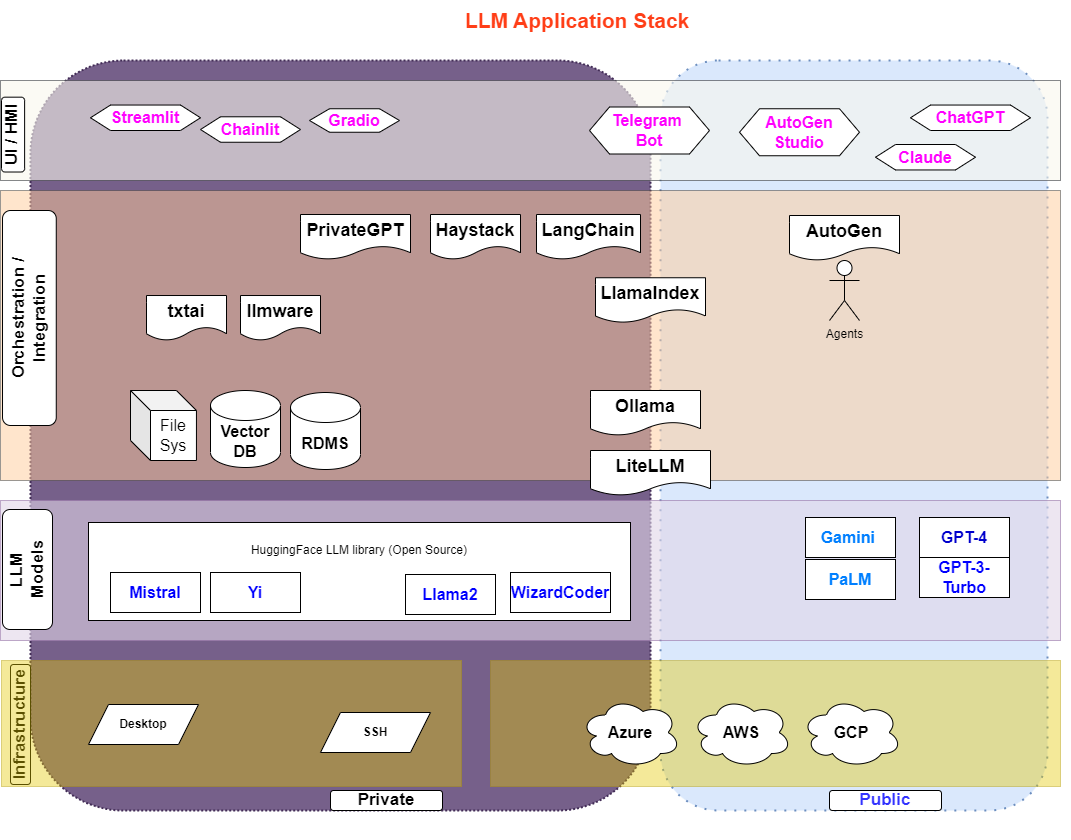 LLM Application Stack
UI / HMI
Streamlit
Chainlit
Gradio
Telegram
Bot
AutoGen
Studio
ChatGPT
Claude
Orchestration /
Integration
PrivateGPT
Haystack
LangChain
AutoGen
LlamaIndex
txtai
llmware
Agents
File
Sys
Vector
DB
RDMS
Ollama
LiteLLM
LLM
Models
HuggingFace LLM library (Open Source)
Mistral
Yi
Llama2
WizardCoder
Gamini
PaLM
GPT-4
GPT-3-
Turbo
Infrastructure
Desktop
SSH
Azure
AWS
GCP
Private
Public